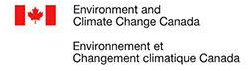 Environment and
Climate Change Canada
Environnement et
Changement climatique Canada